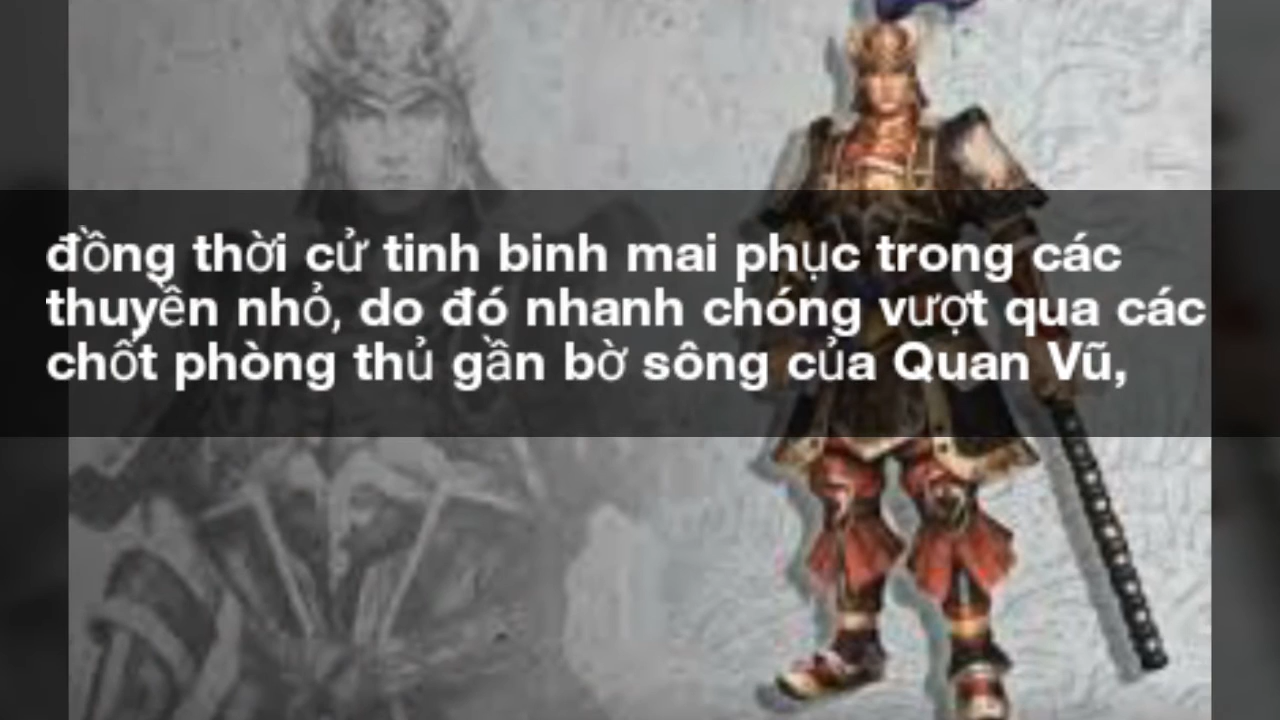 đồng thời cử tinh binh mai phục trong các
thuyền nhỏ, do đó nhanh chóng vượt qua các
chốt phòng thủ gần bờ sông của Quan Vũ,